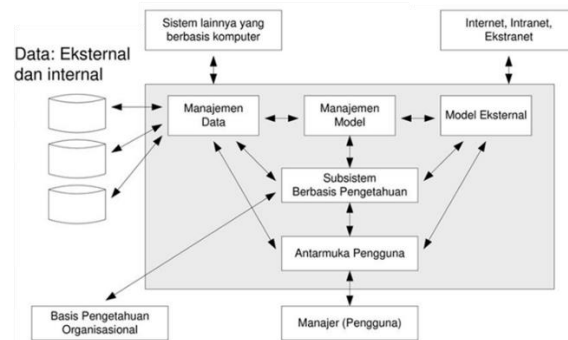 Sistem lainnya yang
berbasis komputer
Internet, Intranet,
Ekstranet
Data: Eksternal
dan internal
Manajemen
Data
Manajemen
Model
Model Eksternal
Subsistem
Berbasis Pengetahuan
Antarmuka Pengguna
Basis Pengetahuan
Organisasional
Manajer (Pengguna)